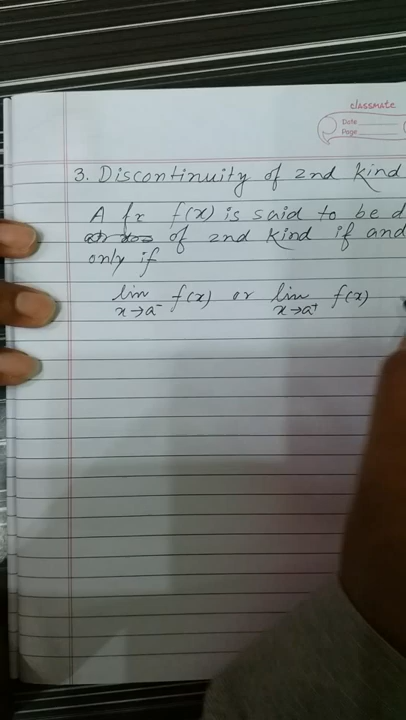 classmate
Date
Page
3. Discontinuity of 2nd Kind
A fx f(x) is said to be d
of 2nd Kind if and
only if
lim x→a⁻ f(x) or lim x→a⁺ f(x)